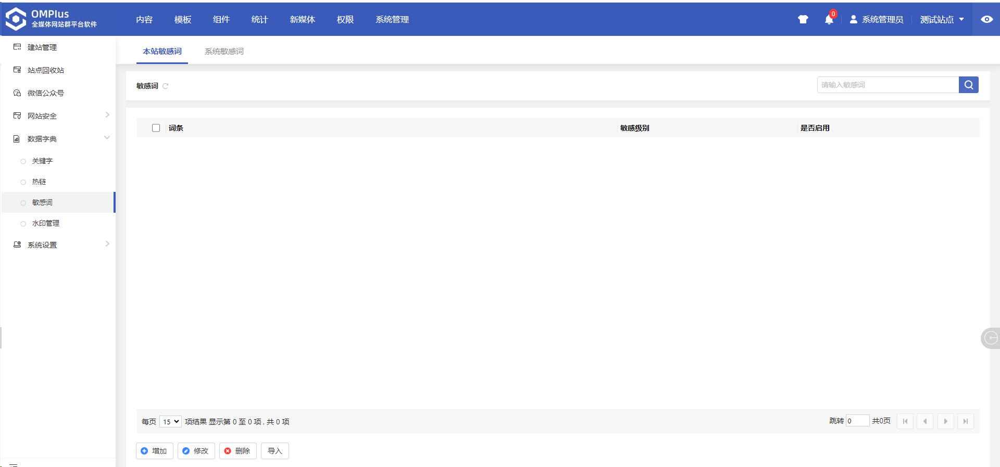 OMPlus
全媒体网站群平台软件
内容 模板 组件 统计 新媒体 权限 系统管理
0
系统管理员
测试站点
建站管理
站点回收站
微信公众号
网站安全
数据字典
关键字
热链
敏感词
水印管理
系统设置
本站敏感词 系统敏感词
敏感词
请输入敏感词
词条 敏感级别 是否启用
每页 15 项结果 显示第 0 至 0 项 , 共 0 项
跳转 0 共0页
增加 修改 删除 导入